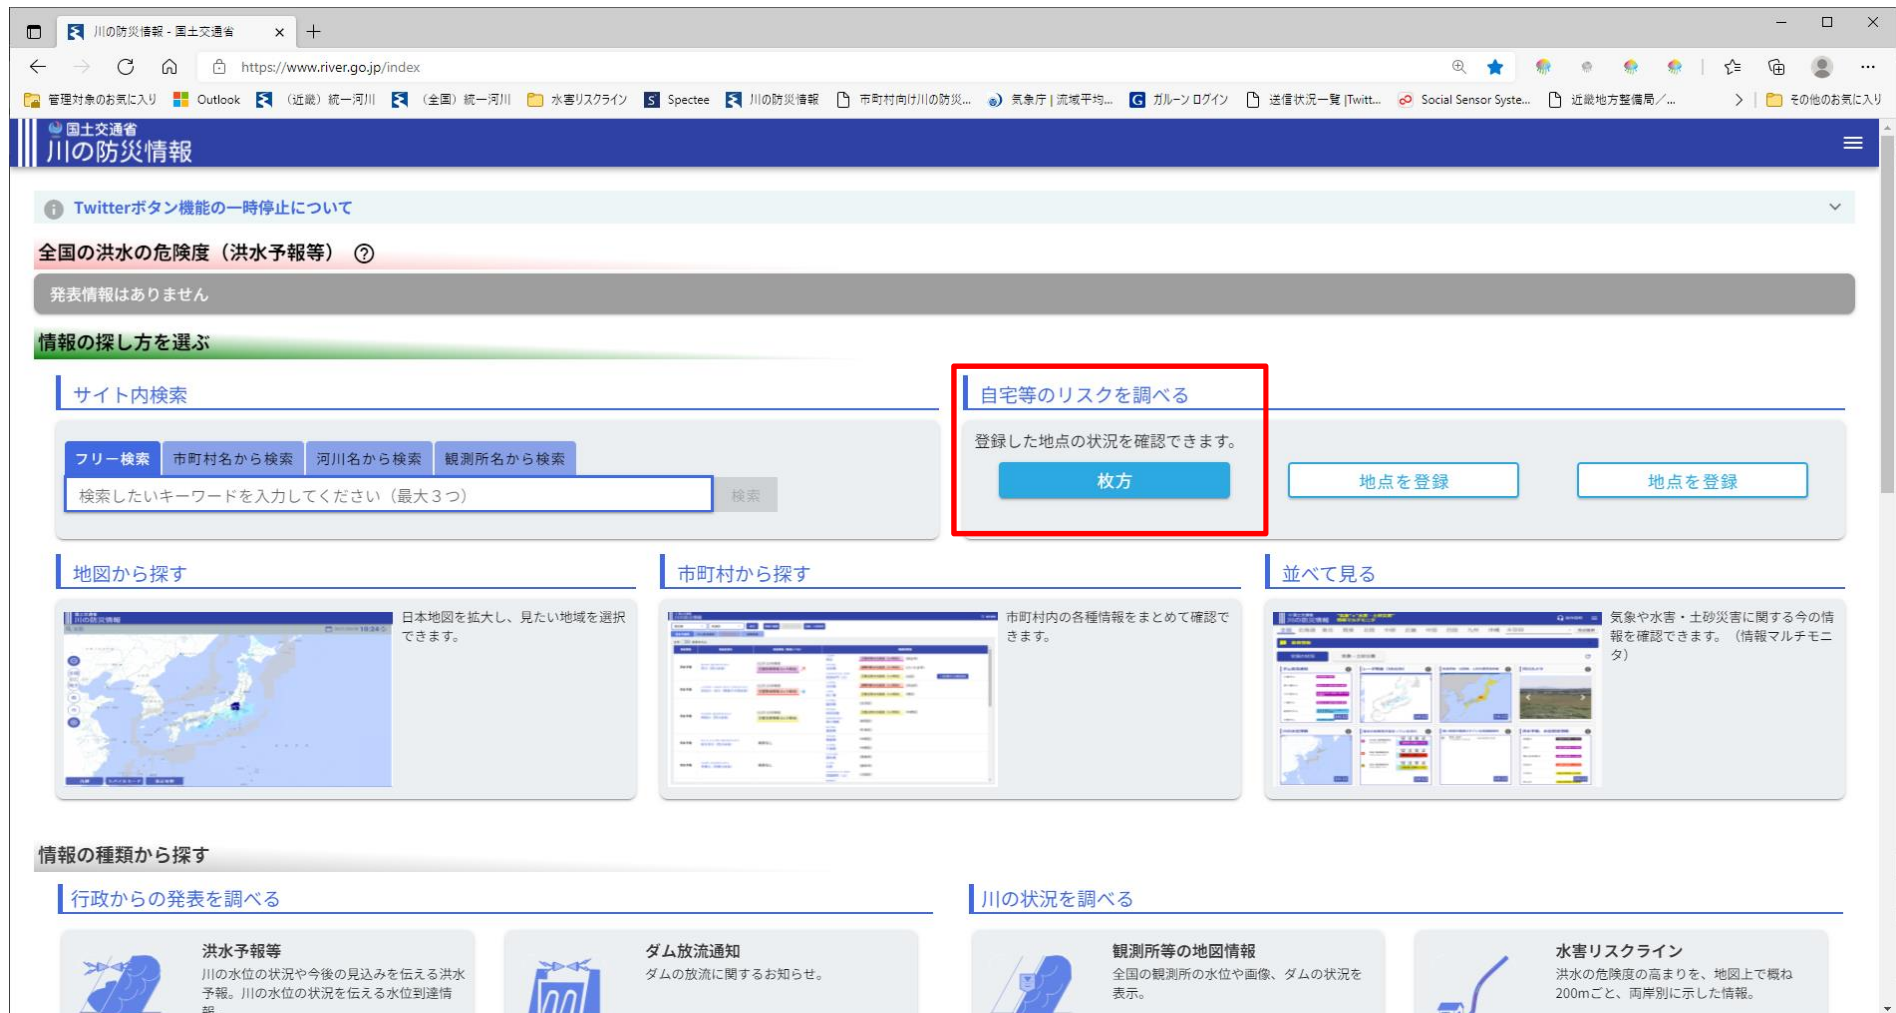 川の防災情報 - 国土交通省
https://www.river.go.jp/index
管理対象のお気に入り
Outlook
（近畿）統一河川
（全国）統一河川
水害リスクライン
Spectee
川の防災情報
市町村向け川の防災...
気象庁 | 流域平均...
ガルーン ログイン
送信状況一覧 |Twitt...
Social Sensor Syste...
近畿地方整備局／...
その他のお気に入り
国土交通省
川の防災情報
Twitterボタン機能の一時停止について
全国の洪水の危険度（洪水予報等）
発表情報はありません
情報の探し方を選ぶ
サイト内検索
フリー検索
市町村名から検索
河川名から検索
観測所名から検索
検索したいキーワードを入力してください（最大３つ）
検索
自宅等のリスクを調べる
登録した地点の状況を確認できます。
枚方
地点を登録
地点を登録
地図から探す
日本地図を拡大し、見たい地域を選択
できます。
市町村から探す
市町村内の各種情報をまとめて確認で
きます。
並べて見る
気象や水害・土砂災害に関する今の情
報を確認できます。（情報マルチモニ
タ）
情報の種類から探す
行政からの発表を調べる
洪水予報等
川の水位の状況や今後の見込みを伝える洪水
予報。川の水位の状況を伝える水位到達情
報
ダム放流通知
ダムの放流に関するお知らせ。
川の状況を調べる
観測所等の地図情報
全国の観測所の水位や画像、ダムの状況を
表示。
水害リスクライン
洪水の危険度の高まりを、地図上で概ね
200mごと、両岸別に示した情報。